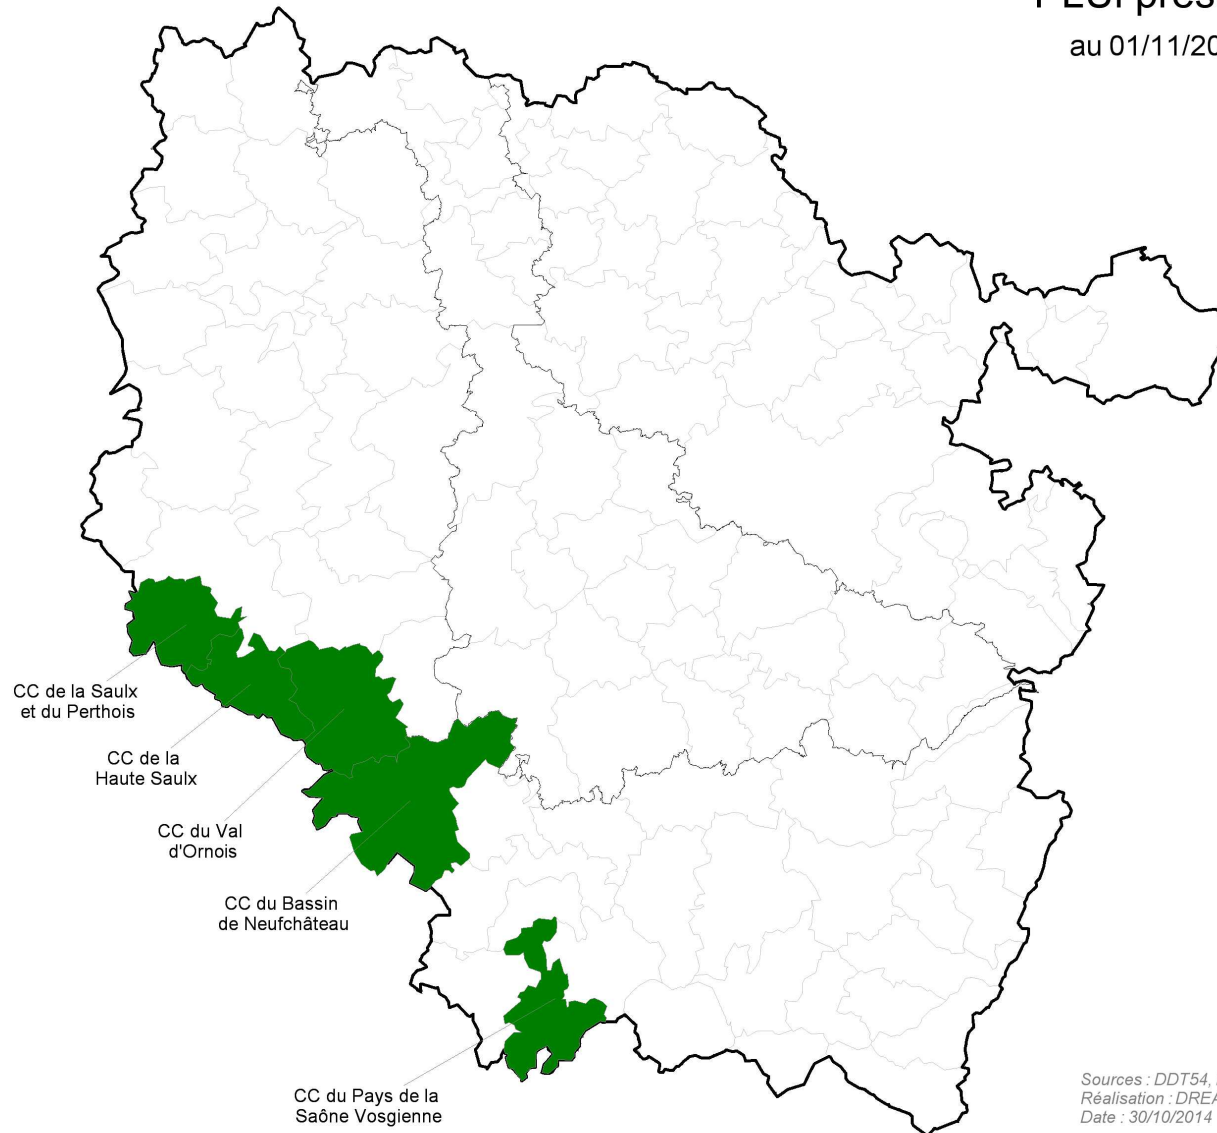 au 01/11/20
CC de la Saulx
et du Perthois
CC de la
Haute Saulx
CC du Val
d'Ornois
CC du Bassin
de Neufchâteau
CC du Pays de la
Saône Vosgienne
Sources : DDT54,
Réalisation : DREA
Date : 30/10/2014